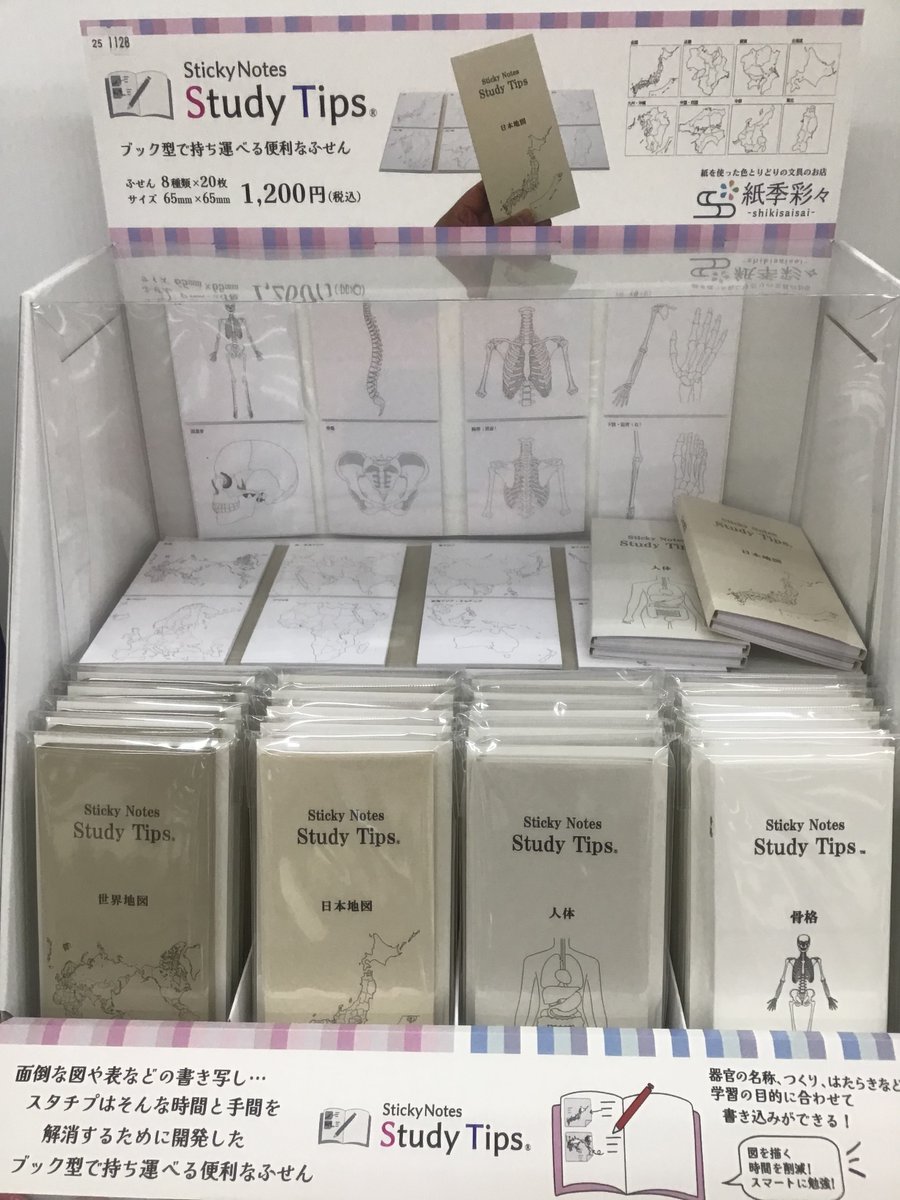 25 1128
StickyNotes
Study Tips®
ブック型で持ち運べる便利なふせん
ふせん 8種類×20枚
サイズ 65mm×65mm
1,200円(税込)
Sticky Notes
Study Tips
日本地図
紙を使った色とりどりの文具のお店
紙季彩々
-shikisaisai-
Sticky Notes
Study Tips
人体
Sticky Notes
Study Tips
日本地図
Sticky Notes
Study Tips®
世界地図
Sticky Notes
Study Tips®
日本地図
Sticky Notes
Study Tips®
人体
Sticky Notes
Study Tips™
骨格
面倒な図や表などの書き写し…
スタチプはそんな時間と手間を
解消するために開発した
ブック型で持ち運べる便利なふせん
StickyNotes
Study Tips®
器官の名称、つくり、はたらきなど
学習の目的に合わせて
書き込みができる!
図を描く
時間を削減!
スマートに勉強!